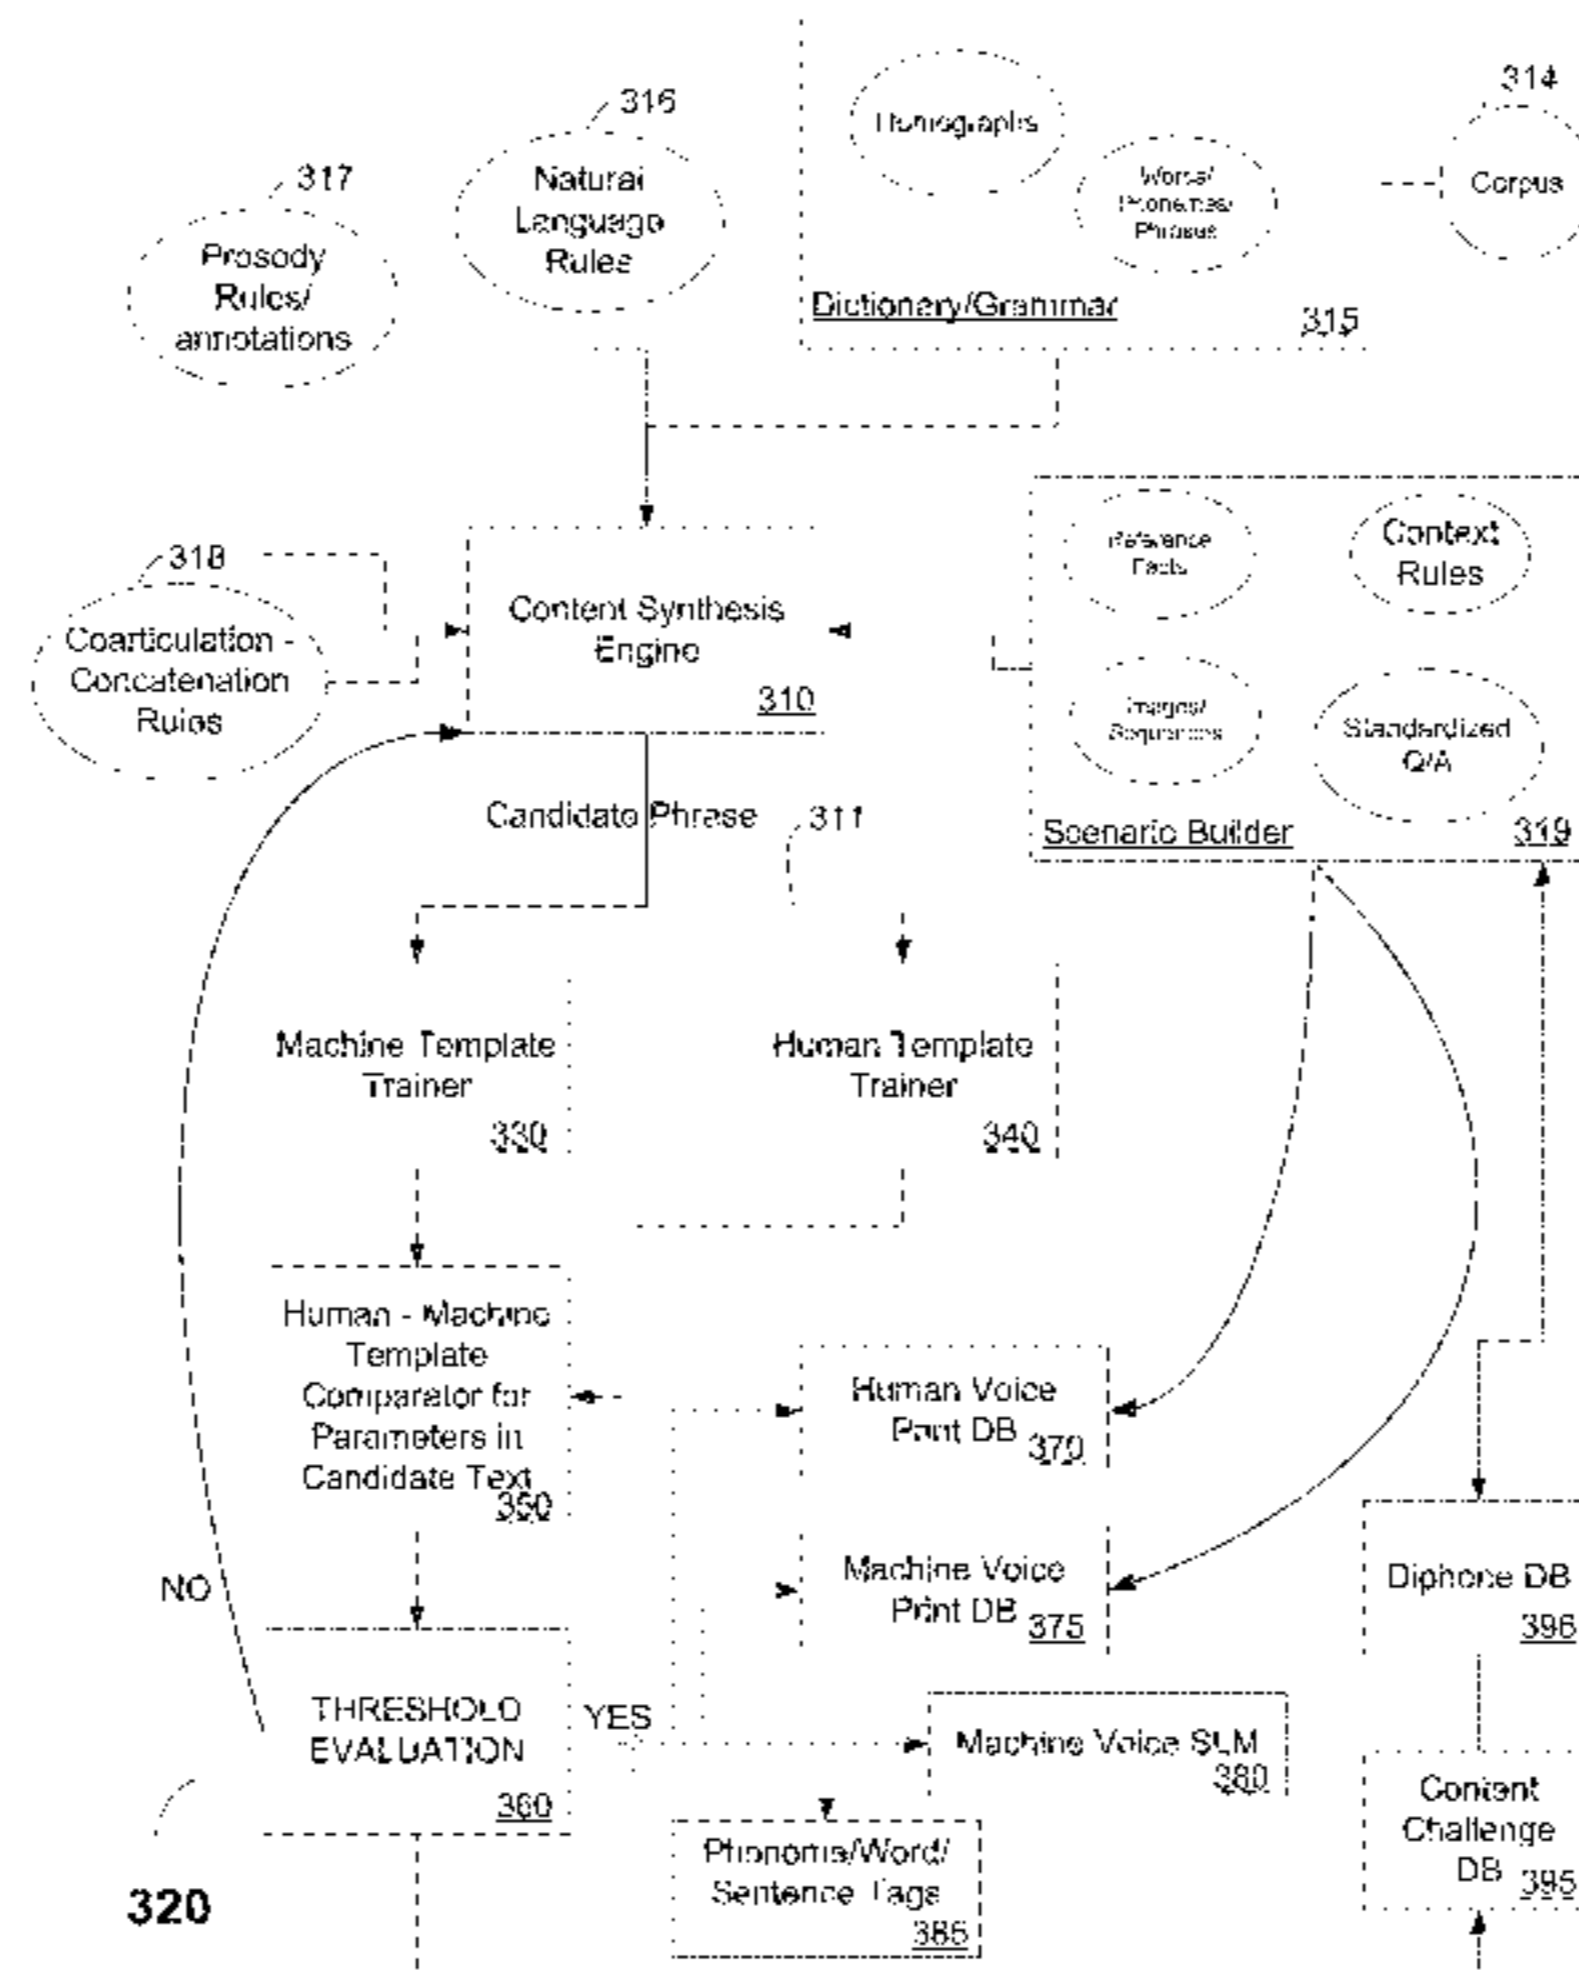 314
316
Homographs
317
Natural
Language
Rules
Words/
Phonemes/
Phrases
Corpus
Prosody
Rules/
annotations
Dictionary/Grammar
315
318
Reference
Facts
Context
Rules
Content Synthesis
Engine
310
Coarticulation -
Concatenation
Rules
Images/
Sequences
Standardized
Q/A
Candidate Phrase
311
Scenario Builder
319
Machine Template
Trainer
330
Human Template
Trainer
340
Human - Machine
Template
Comparator for
Parameters in
Candidate Text
350
Human Voice
Print DB
370
Machine Voice
Print DB
375
Diphone DB
396
NO
THRESHOLD
EVALUATION
360
YES
Machine Voice SLM
380
Content
Challenge
DB
395
Phoneme/Word/
Sentence Tags
385
320